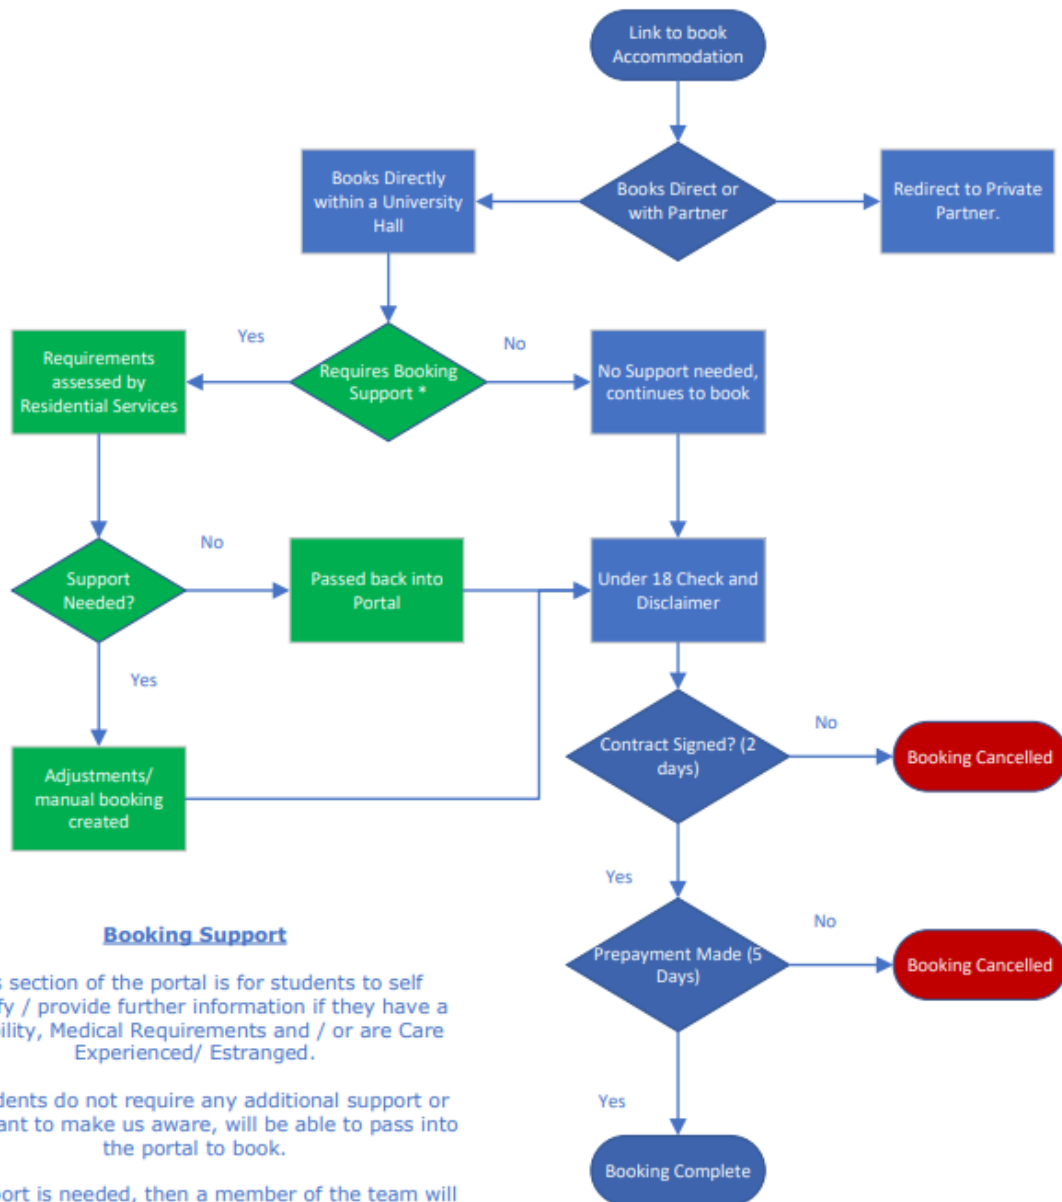 Link to book
Accommodation
Books Directly
within a University
Hall
Books Direct or
with Partner
Redirect to Private
Partner.
Yes
No
Requirements
assessed by
Residential Services
Requires Booking
Support *
No Support needed,
continues to book
No
Support
Needed?
Passed back into
Portal
Under 18 Check and
Disclaimer
Yes
No
Contract Signed? (2
days)
Booking Cancelled
Adjustments/
manual booking
created
Yes
No
Prepayment Made (5
Days)
Booking Cancelled
Booking Support
section of the portal is for students to self
/ provide further information if they have a
Medical Requirements and / or are Care
Experienced/ Estranged.
do not require any additional support or
to make us aware, will be able to pass into
the portal to book.
is needed, then a member of the team will
Yes
Booking Complete